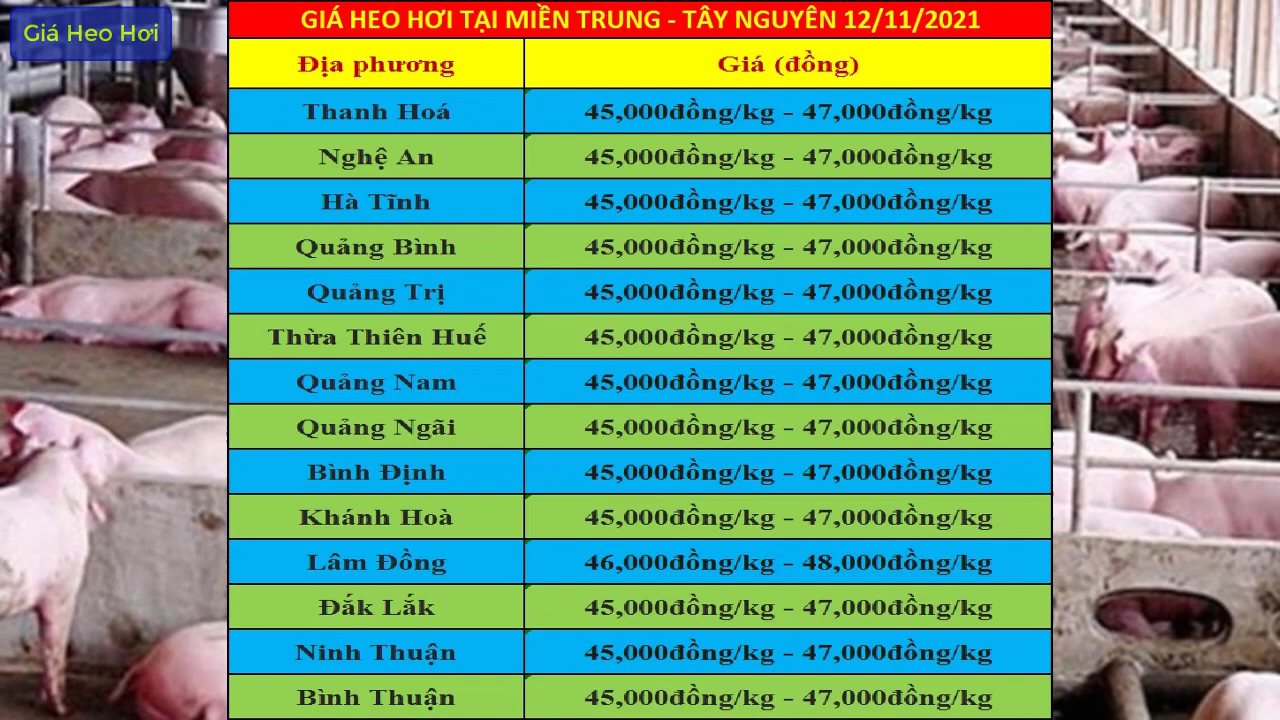 Giá Heo Hơi
GIÁ HEO HƠI TẠI MIỀN TRUNG - TÂY NGUYÊN 12/11/2021
Địa phương Giá (đồng)
Thanh Hoá 45,000đồng/kg - 47,000đồng/kg
Nghệ An 45,000đồng/kg - 47,000đồng/kg
Hà Tĩnh 45,000đồng/kg - 47,000đồng/kg
Quảng Bình 45,000đồng/kg - 47,000đồng/kg
Quảng Trị 45,000đồng/kg - 47,000đồng/kg
Thừa Thiên Huế 45,000đồng/kg - 47,000đồng/kg
Quảng Nam 45,000đồng/kg - 47,000đồng/kg
Quảng Ngãi 45,000đồng/kg - 47,000đồng/kg
Bình Định 45,000đồng/kg - 47,000đồng/kg
Khánh Hoà 45,000đồng/kg - 47,000đồng/kg
Lâm Đồng 46,000đồng/kg - 48,000đồng/kg
Đắk Lắk 45,000đồng/kg - 47,000đồng/kg
Ninh Thuận 45,000đồng/kg - 47,000đồng/kg
Bình Thuận 45,000đồng/kg - 47,000đồng/kg